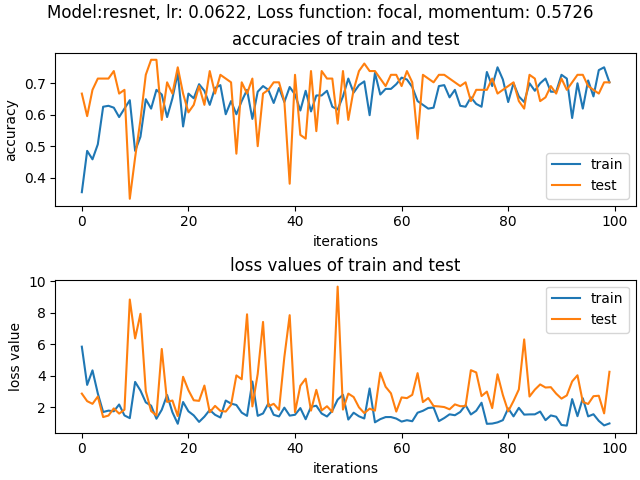 Model:resnet, lr: 0.0622, Loss function: focal, momentum: 0.5726
accuracies of train and test
accuracy
0.7
0.6
0.5
0.4
train
test
0
20
40
60
80
100
iterations
loss values of train and test
loss value
10
8
6
4
2
train
test
0
20
40
60
80
100
iterations